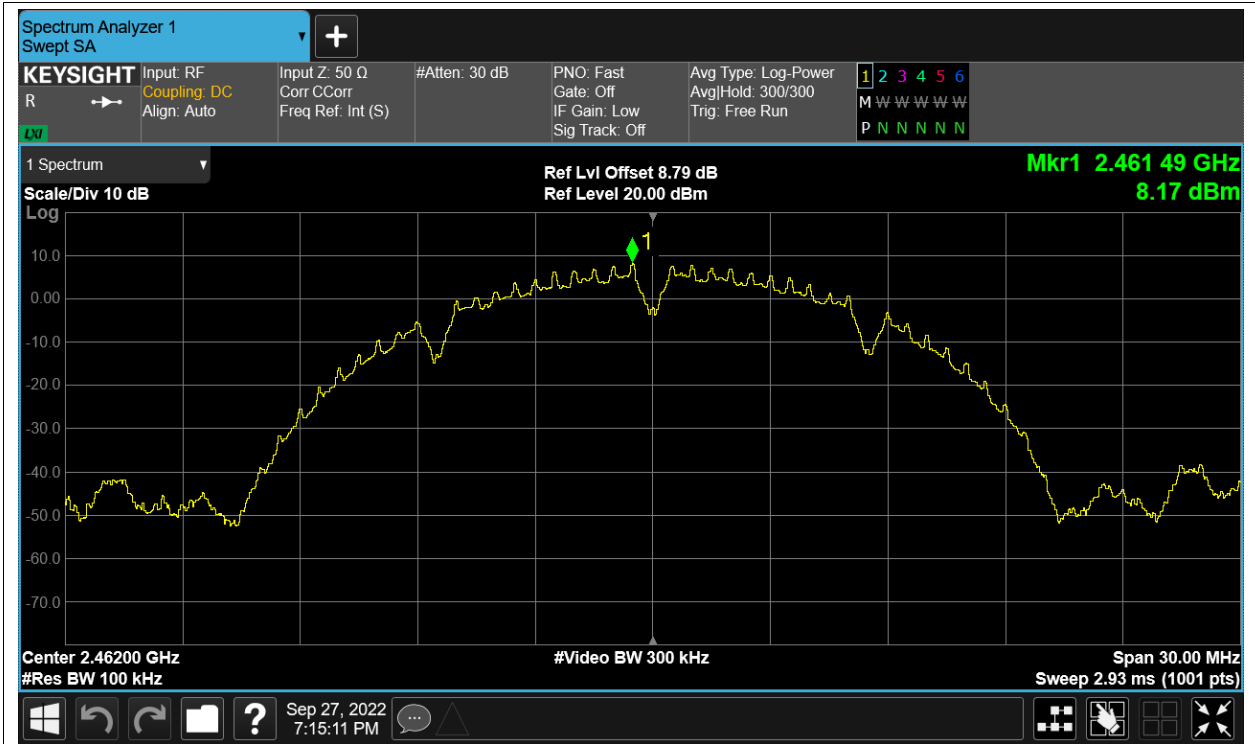 Spectrum Analyzer 1
Swept SA
KEYSIGHT
R
LXI
Input: RF
Coupling: DC
Align: Auto
Input Z: 50 Ω
Corr CCorr
Freq Ref: Int (S)
#Atten: 30 dB
PNO: Fast
Gate: Off
IF Gain: Low
Sig Track: Off
Avg Type: Log-Power
Avg|Hold: 300/300
Trig: Free Run
1 2 3 4 5 6
M W W W W W
P N N N N N
1 Spectrum
Scale/Div 10 dB
Log
Ref Lvl Offset 8.79 dB
Ref Level 20.00 dBm
Mkr1 2.461 49 GHz
8.17 dBm
1
10.0
0.00
-10.0
-20.0
-30.0
-40.0
-50.0
-60.0
-70.0
Center 2.46200 GHz
#Video BW 300 kHz
Span 30.00 MHz
#Res BW 100 kHz
Sweep 2.93 ms (1001 pts)
?
Sep 27, 2022
7:15:11 PM